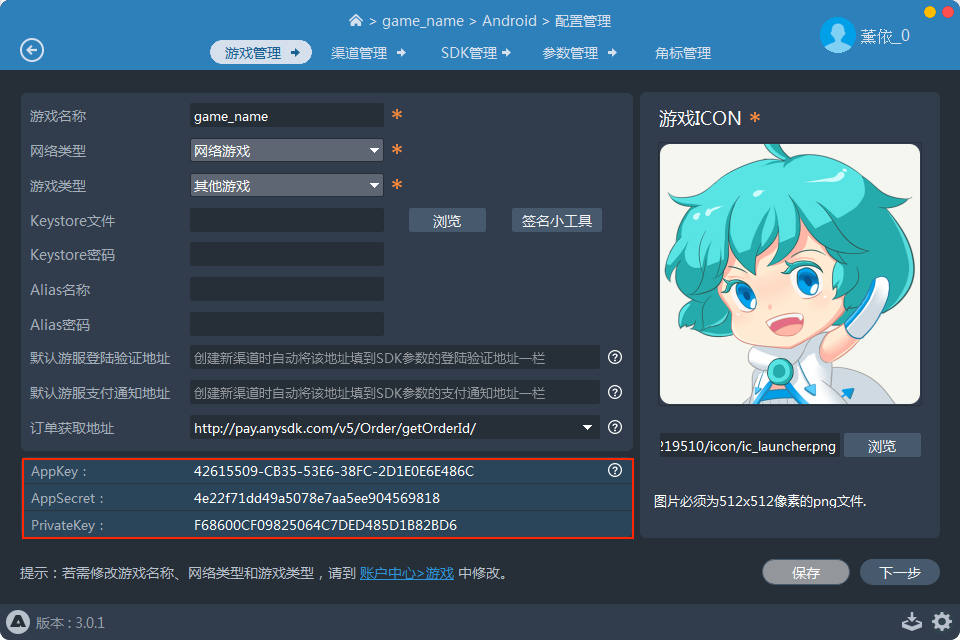 > game_name > Android > 配置管理
薰依_0
游戏管理 渠道管理 SDK管理 参数管理 角标管理
游戏名称 game_name *
网络类型 网络游戏 *
游戏类型 其他游戏 *
Keystore文件 浏览 签名小工具
Keystore密码
Alias名称
Alias密码
默认游服登陆验证地址 创建新渠道时自动将该地址填到SDK参数的登陆验证地址一栏
默认游服支付通知地址 创建新渠道时自动将该地址填到SDK参数的支付通知地址一栏
订单获取地址 http://pay.anysdk.com/v5/Order/getOrderId/
AppKey : 42615509-CB35-53E6-38FC-2D1E0E6E486C
AppSecret : 4e22f71dd49a5078e7aa5ee904569818
PrivateKey : F68600CF09825064C7DED485D1B82BD6
游戏ICON *
219510/icon/ic_launcher.png 浏览
图片必须为512x512像素的png文件.
提示：若需修改游戏名称、网络类型和游戏类型，请到 账户中心>游戏 中修改。
保存 下一步
版本 : 3.0.1